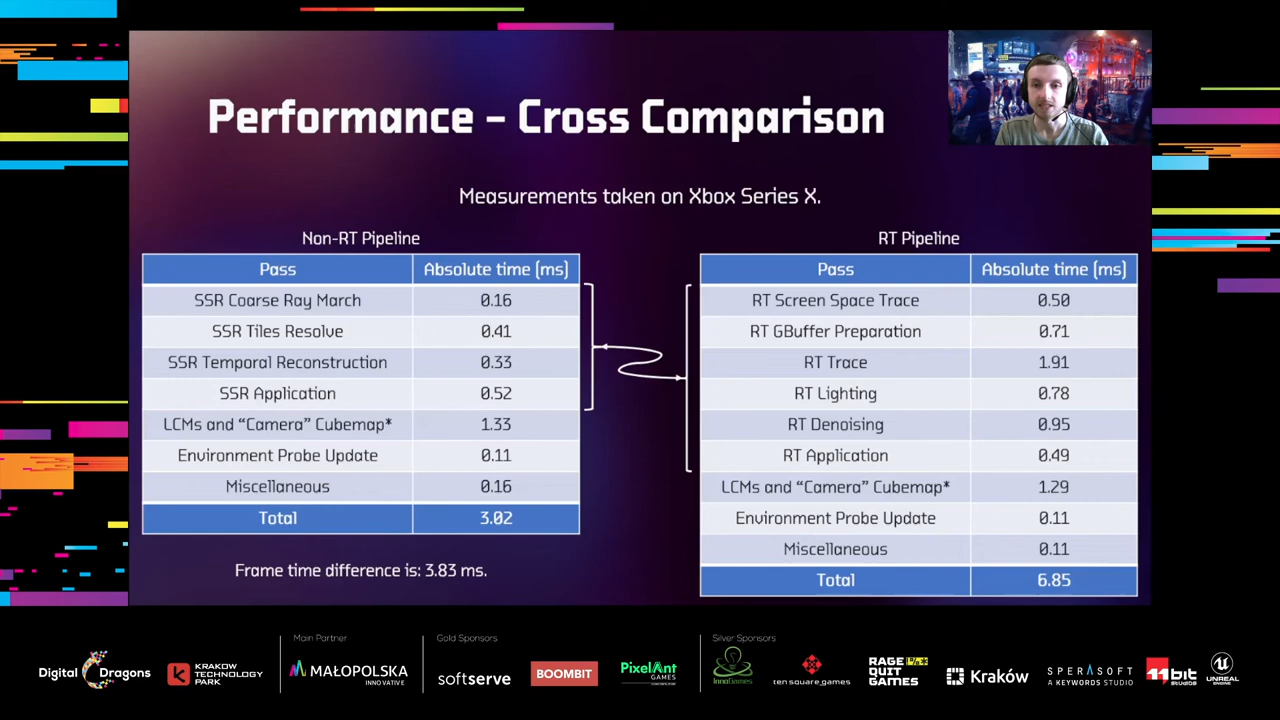 Performance – Cross Comparison
Measurements taken on Xbox Series X.
Non-RT Pipeline
Pass Absolute time (ms)
SSR Coarse Ray March 0.16
SSR Tiles Resolve 0.41
SSR Temporal Reconstruction 0.33
SSR Application 0.52
LCMs and “Camera” Cubemap* 1.33
Environment Probe Update 0.11
Miscellaneous 0.16
Total 3.02
Frame time difference is: 3.83 ms.
RT Pipeline
Pass Absolute time (ms)
RT Screen Space Trace 0.50
RT GBuffer Preparation 0.71
RT Trace 1.91
RT Lighting 0.78
RT Denoising 0.95
RT Application 0.49
LCMs and “Camera” Cubemap* 1.29
Environment Probe Update 0.11
Miscellaneous 0.11
Total 6.85
Main Partner
Gold Sponsors
Silver Sponsors
Digital Dragons
KRAKOW
TECHNOLOGY
PARK
MAŁOPOLSKA
INNOVATIVE
softserve
BOOMBIT
PixelAnt
GAMES
InnoGames
ten square games
RAGE
QUIT
GAMES
Kraków
SPERASOFT
A KEYWORDS STUDIO
11 bit
STUDIOS
UNREAL
ENGINE